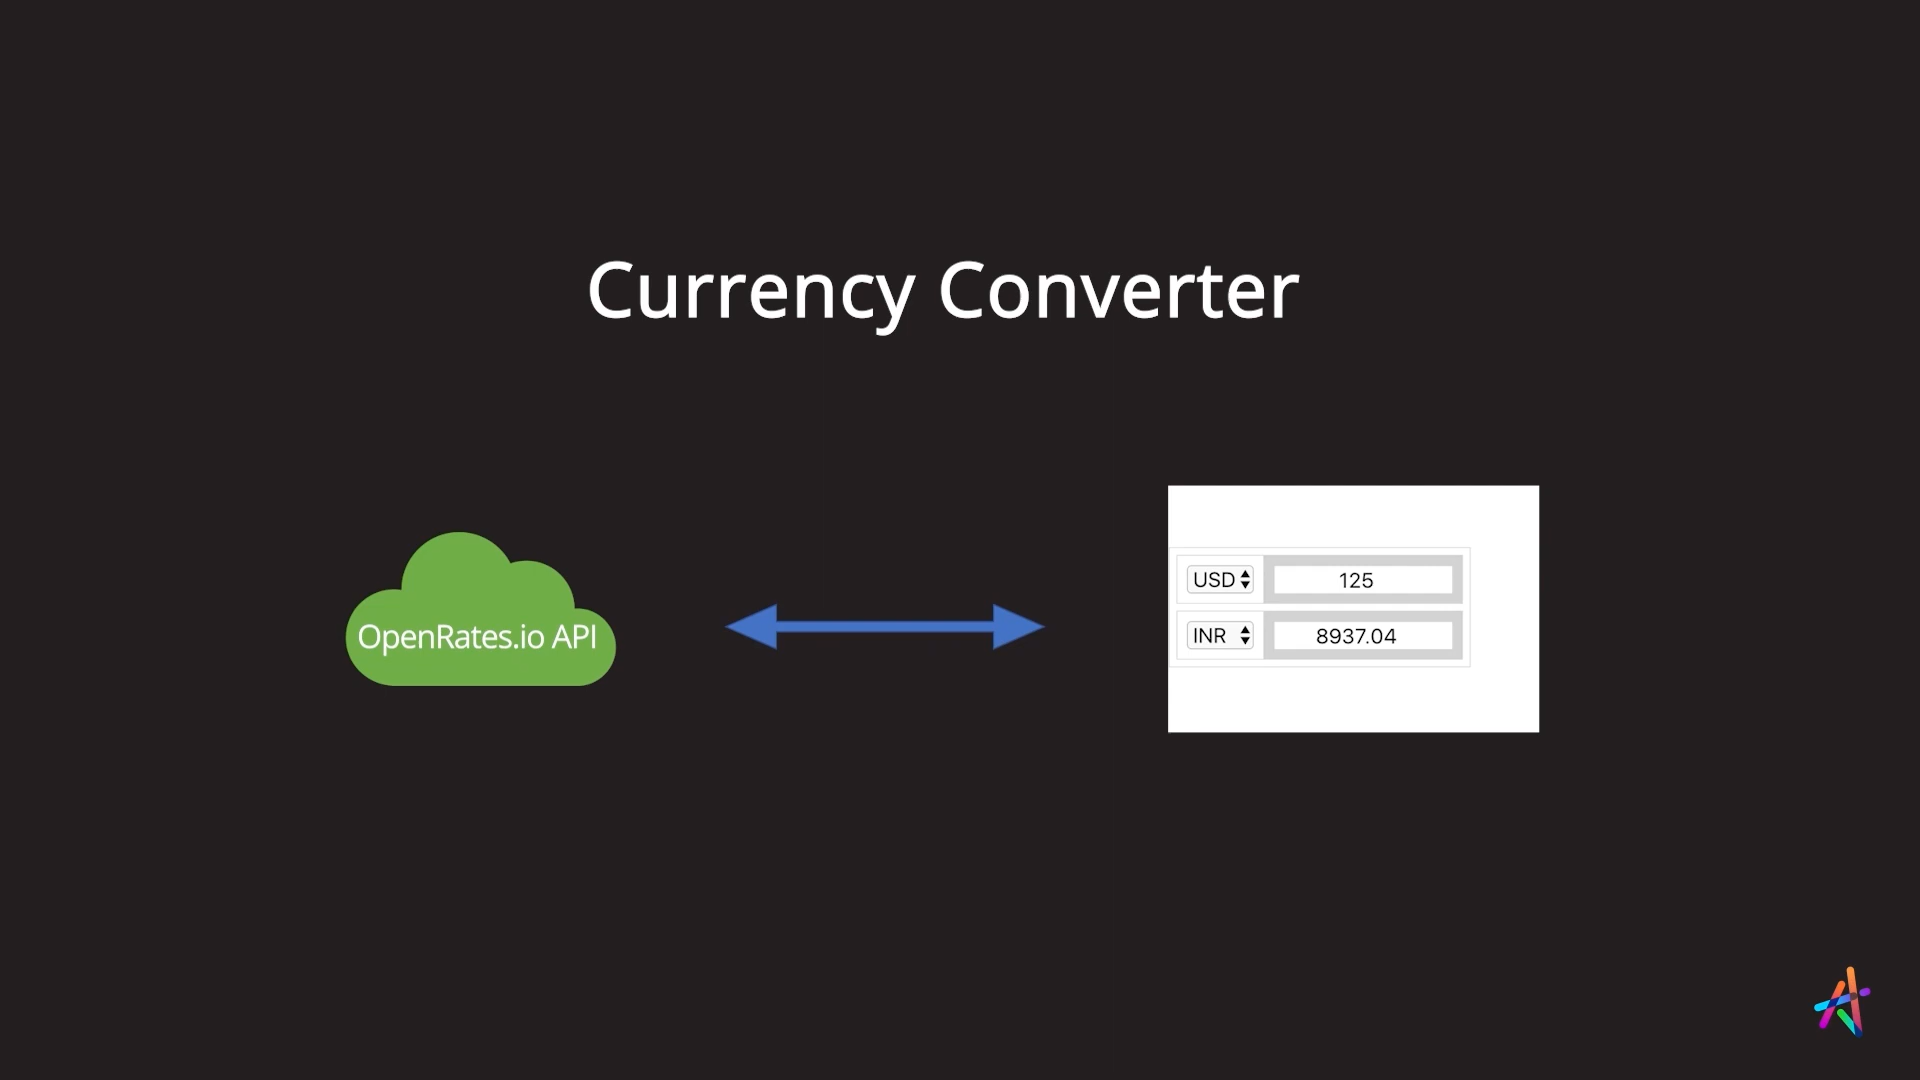 Currency Converter
OpenRates.io API
USD 125
INR 8937.04